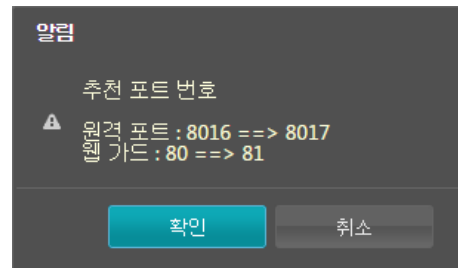 알림
추천 포트 번호
원격 포트 : 8016 ==> 8017
웹 가드 : 80 ==> 81
확인
취소